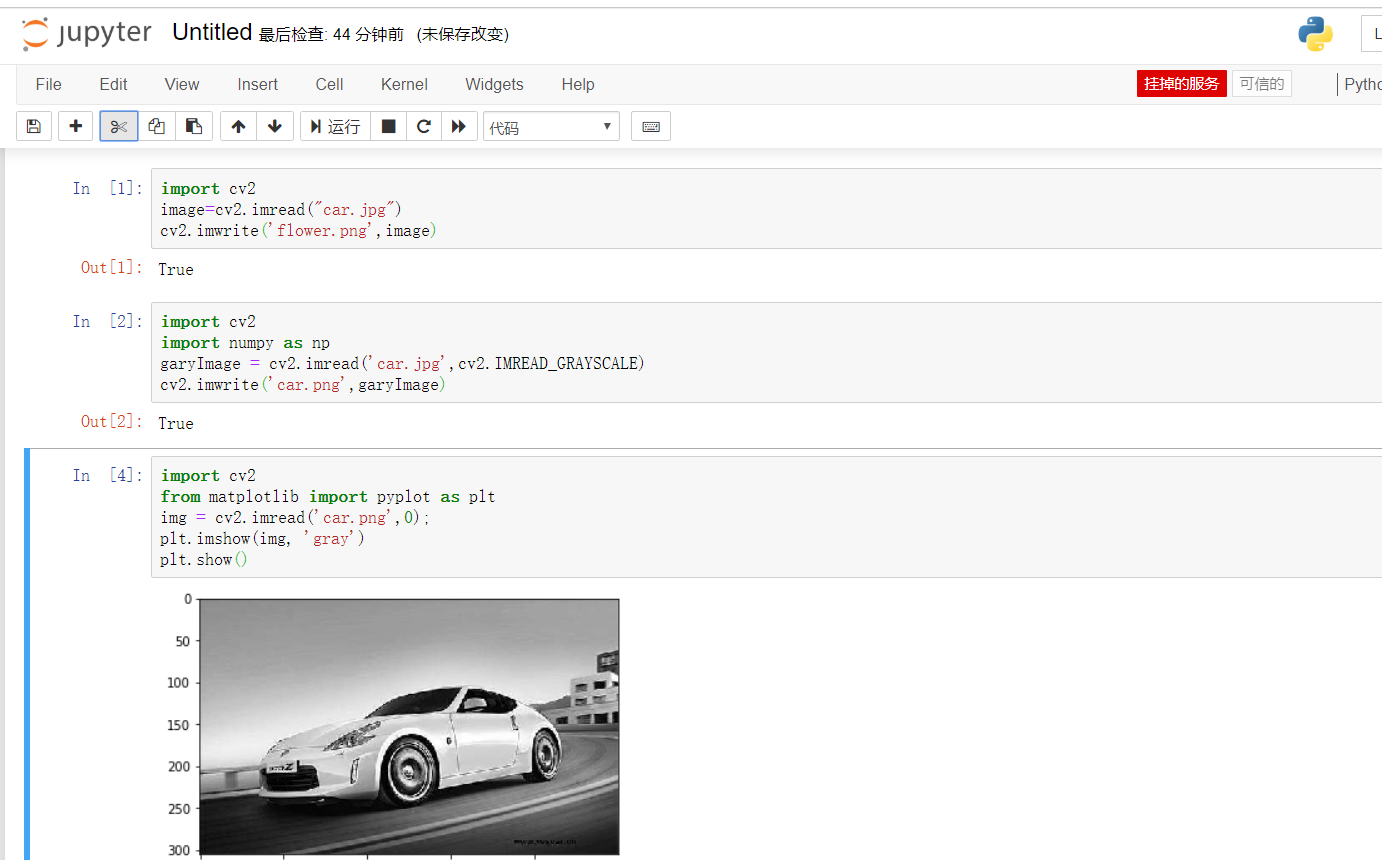 jupyter Untitled 最后检查: 44 分钟前 (未保存改变)
File Edit View Insert Cell Kernel Widgets Help 挂掉的服务 可信的
运行 代码
In [1]: import cv2
image=cv2.imread("car.jpg")
cv2.imwrite('flower.png',image)
Out[1]: True
In [2]: import cv2
import numpy as np
garyImage = cv2.imread('car.jpg',cv2.IMREAD_GRAYSCALE)
cv2.imwrite('car.png',garyImage)
Out[2]: True
In [4]: import cv2
from matplotlib import pyplot as plt
img = cv2.imread('car.png',0);
plt.imshow(img, 'gray')
plt.show()
0
50
100
150
200
250
300